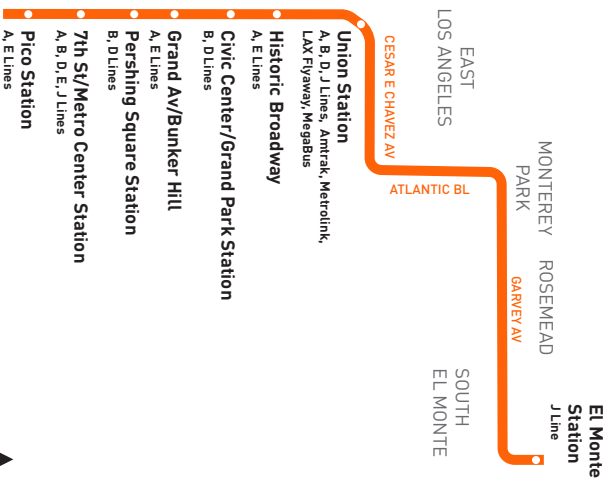 EAST
LOS ANGELES
CESAR E CHAVEZ AV
Union Station
A, B, D, J Lines, Amtrak, Metrolink,
LAX Flyaway, MegaBus
Historic Broadway
A, E Lines
Civic Center/Grand Park Station
B, D Lines
Grand Av/Bunker Hill
A, E Lines
Pershing Square Station
B, D Lines
7th St/Metro Center Station
A, B, D, E, J Lines
Pico Station
A, E Lines
ATLANTIC BL
MONTEREY
PARK
ROSEMEAD
GARVEY AV
SOUTH
EL MONTE
El Monte
Station
J Line